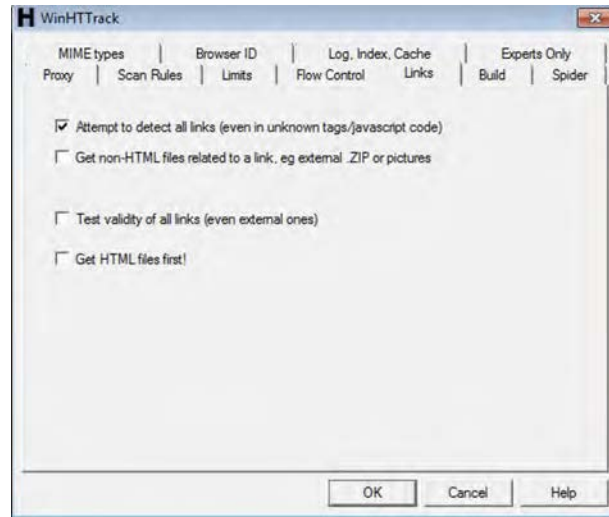 WinHTTrack
MIME types Browser ID Log, Index, Cache Experts Only
Proxy Scan Rules Limits Flow Control Links Build Spider
Attempt to detect all links (even in unknown tags/javascript code)
Get non-HTML files related to a link, eg external .ZIP or pictures
Test validity of all links (even external ones)
Get HTML files first!
OK Cancel Help